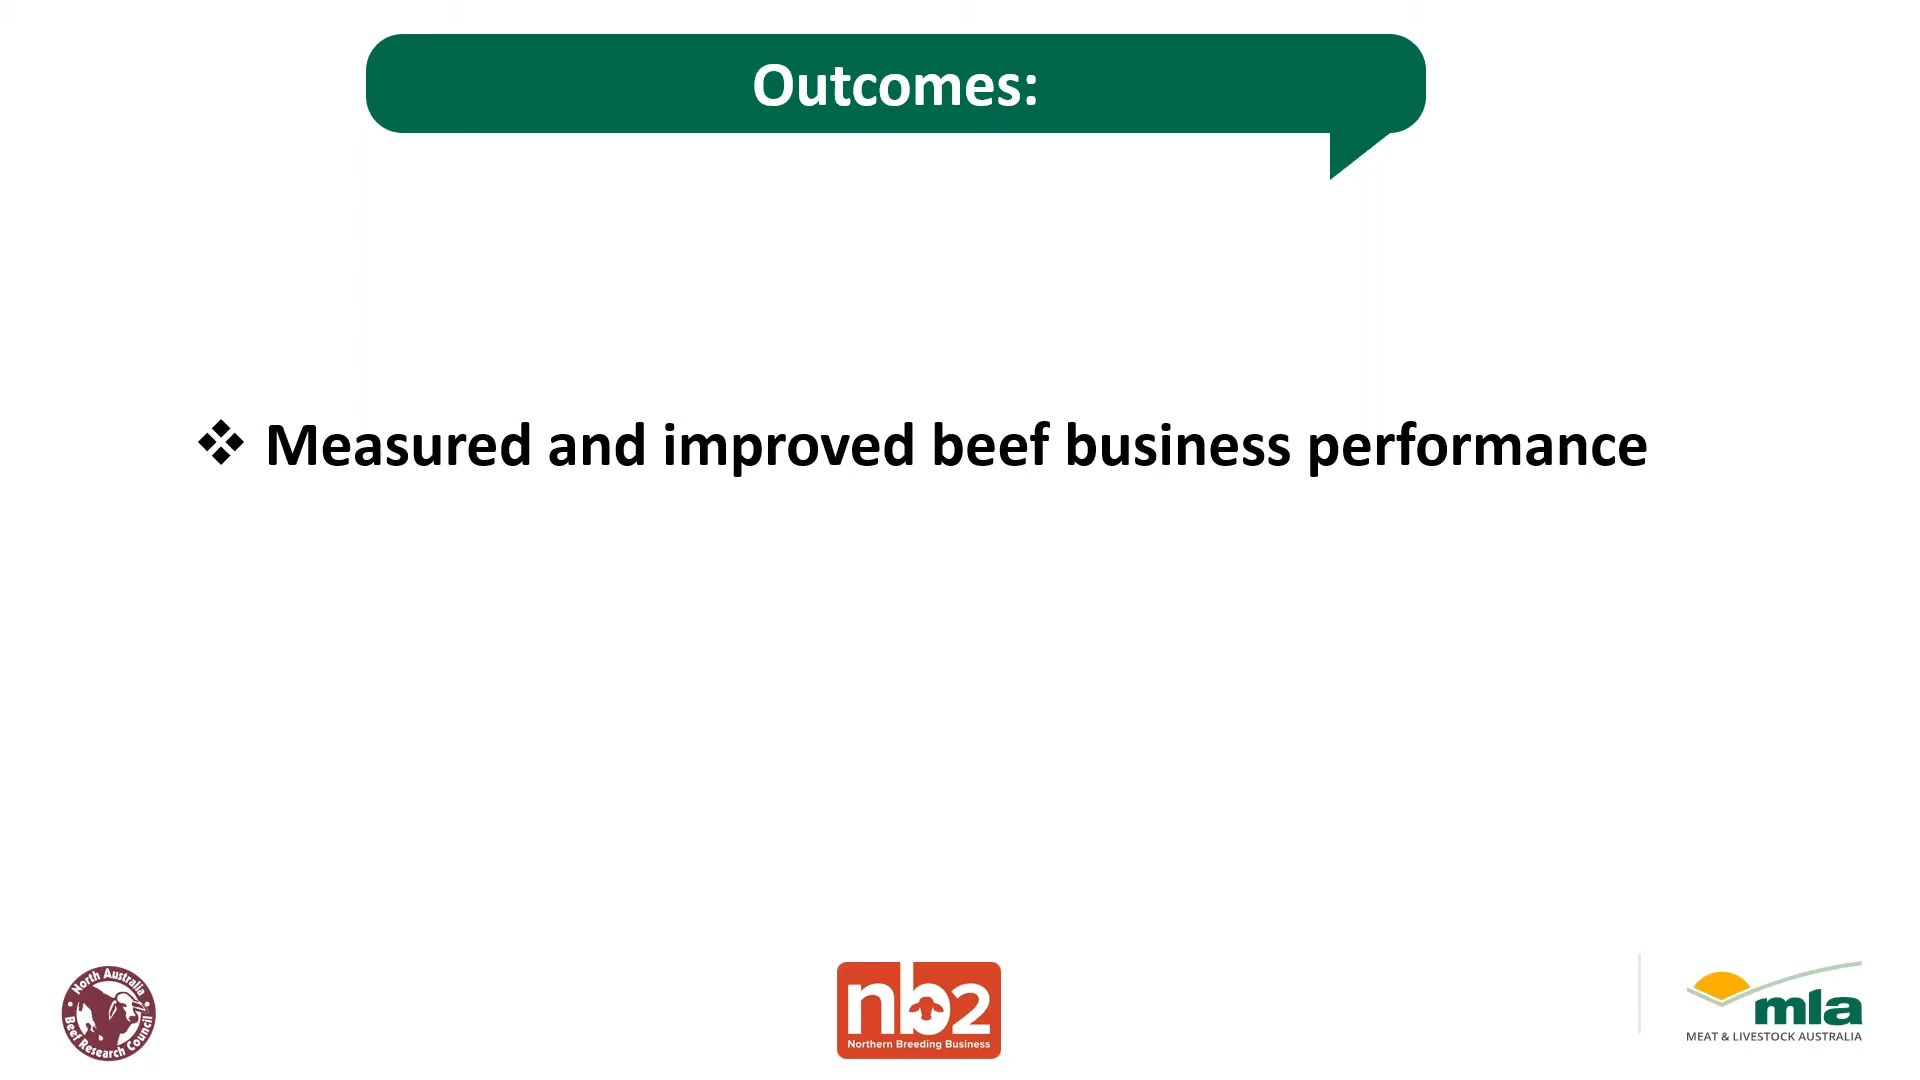 Outcomes:
❖ Measured and improved beef business performance
North Australia
Beef Research Council
nb2
Northern Breeding Business
mla
MEAT & LIVESTOCK AUSTRALIA